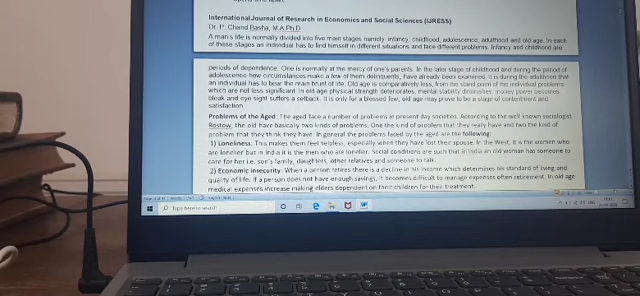 International Journal of Research in Economics and Social Sciences (IJRESS)
Dr. P. Chand Basha, M.A.Ph.D
A man's life is normally divided into five main stages namely infancy, childhood, adolescence, adulthood and old age. In each
of these stages an individual has to find himself in different situations and face different problems. Infancy and childhood are
periods of dependence. One is normally at the mercy of one's parents. In the later stage of childhood and during the period of
adolescence how circumstances make a few of them delinquents, have already been examined. It is during the adulthood that
an individual has to bear the main brunt of life. Old age is comparatively less, from the stand point of the individual problems
which are not less significant. In old age physical strength deteriorates, mental stability diminishes, money power becomes
bleak and eye sight suffers a setback. It is only for a blessed few, old age may prove to be a stage of contentment and
satisfaction.
Problems of the Aged: The aged face a number of problems in present day societies. According to the well known sociologist
Rostow, the old have basically two kinds of problems. One the kind of problem that they really have and two the kind of
problem that they think they have. In general the problems faced by the aged are the following:
1) Loneliness: This makes them feel helpless, especially when they have lost their spouse. In the West, it is the women who
are lonelier but in India it is the men who are lonelier. Social conditions are such that in India an old woman has someone to
care for her i.e. son's family, daughters, other relatives and someone to talk.
2) Economic insecurity: When a person retires there is a decline in his income which determines his standard of living and
quality of life. If a person does not have enough savings, it becomes difficult to manage expenses often retirement. In old age
medical expenses increase making elders dependent on their children for their treatment.
Type here to search